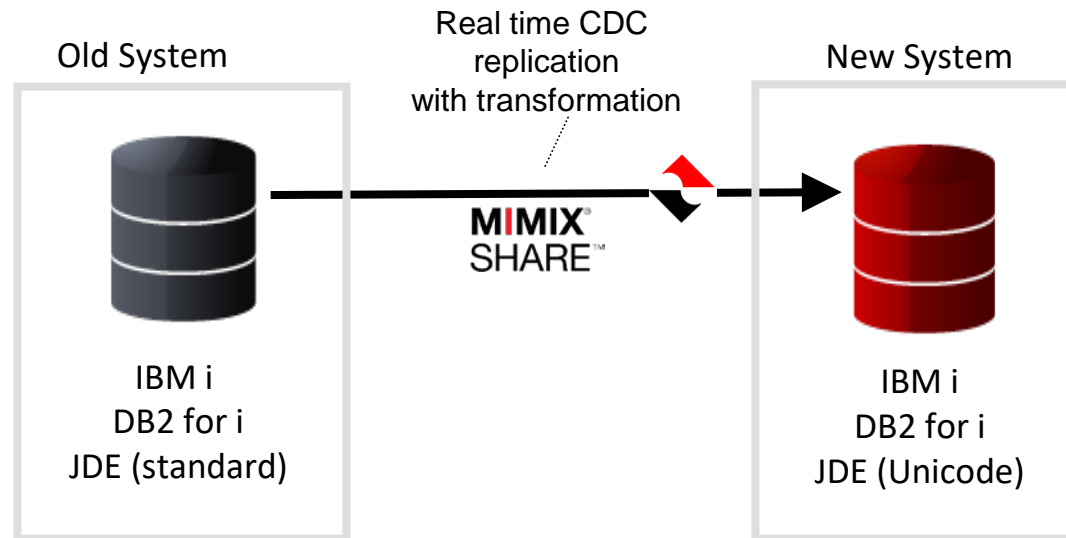 Old System
Real time CDC
replication
with transformation
New System
MIMIX®
SHARE™
IBM i
DB2 for i
JDE (standard)
IBM i
DB2 for i
JDE (Unicode)